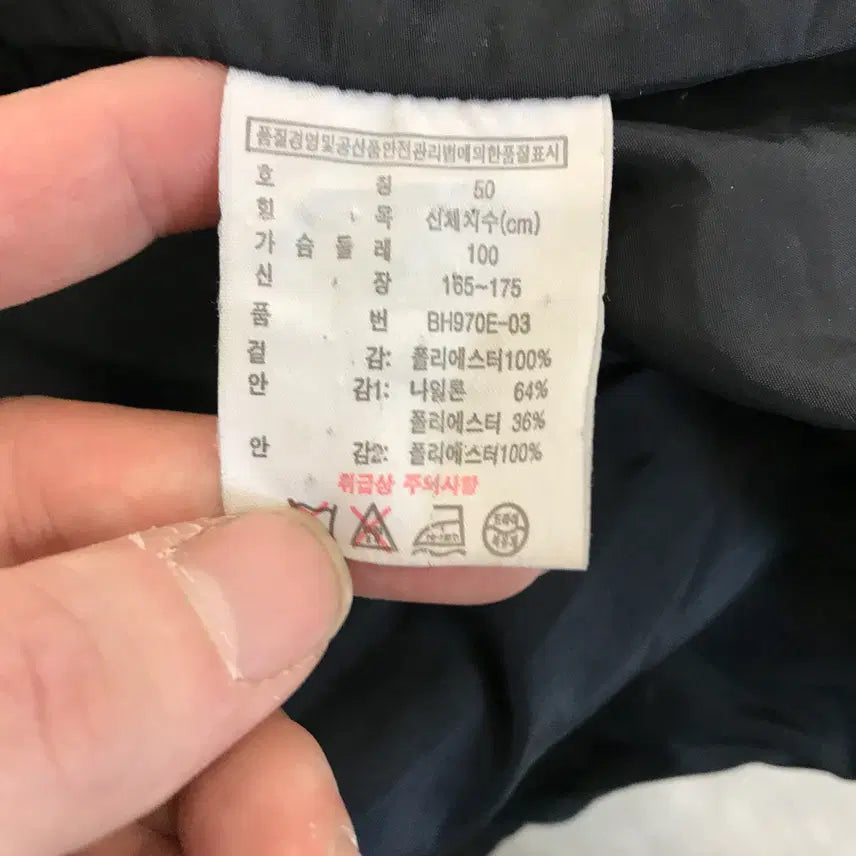 품질경영및공산품안전관리법에의한품질표시
호 칭 50
항 목 신체치수(cm)
가 슴 둘 레 100
신 장 165~175
품 번 BH970E-03
겉 감: 폴리에스터100%
안 감1: 나일론 64%
폴리에스터 36%
안 감2: 폴리에스터100%
취급상 주의사항
드라이